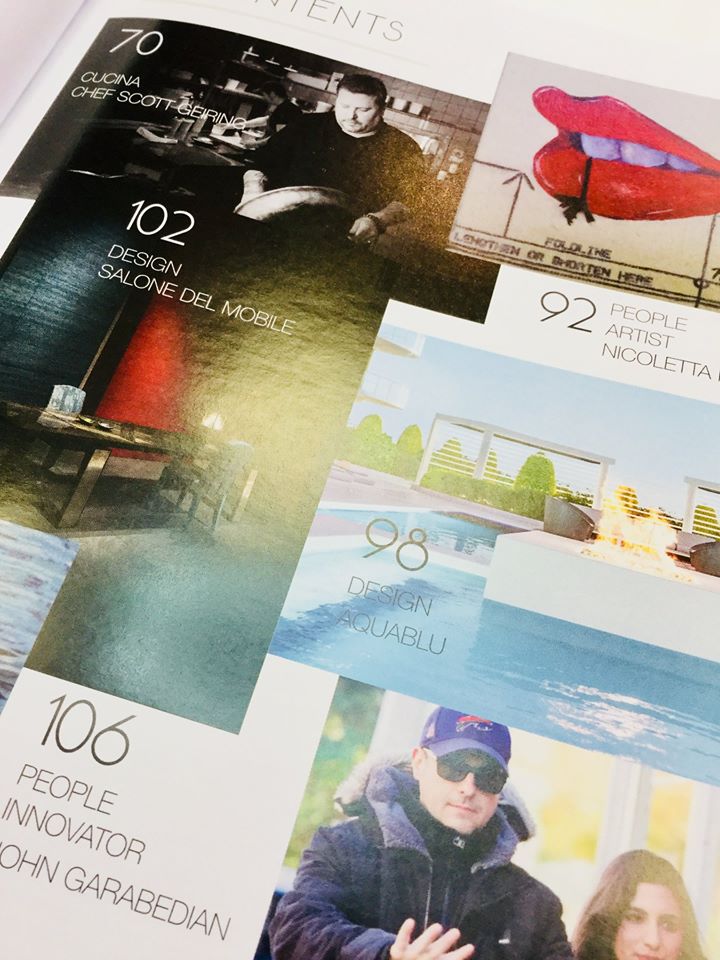 NTENTS
70
CUCINA
CHEF SCOTT GEIRING
102
DESIGN
SALONE DEL MOBILE
FOLDLINE
LENGTHEN OR SHORTEN HERE
92
PEOPLE
ARTIST
NICOLETTA
98
DESIGN
AQUABLU
106
PEOPLE
INNOVATOR
JOHN GARABEDIAN